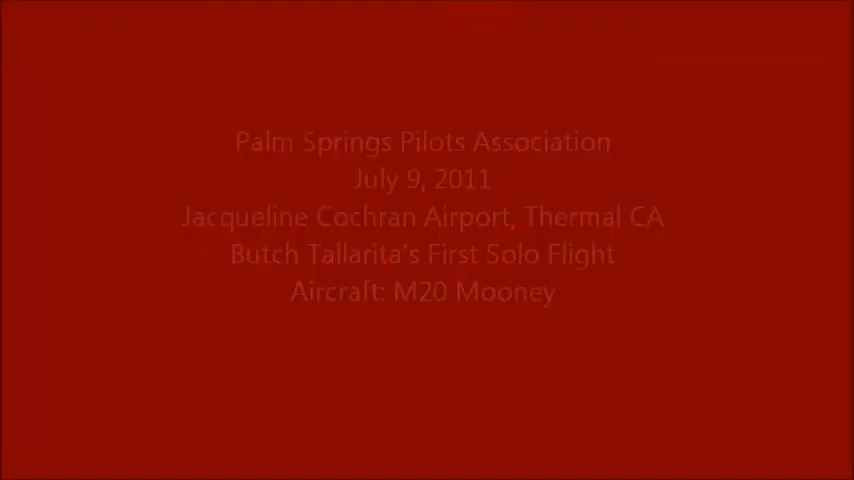 Palm Springs Pilots Association
July 9, 2011
Jacqueline Cochran Airport, Thermal CA
Butch Tallarita's First Solo Flight
Aircraft: M20 Mooney